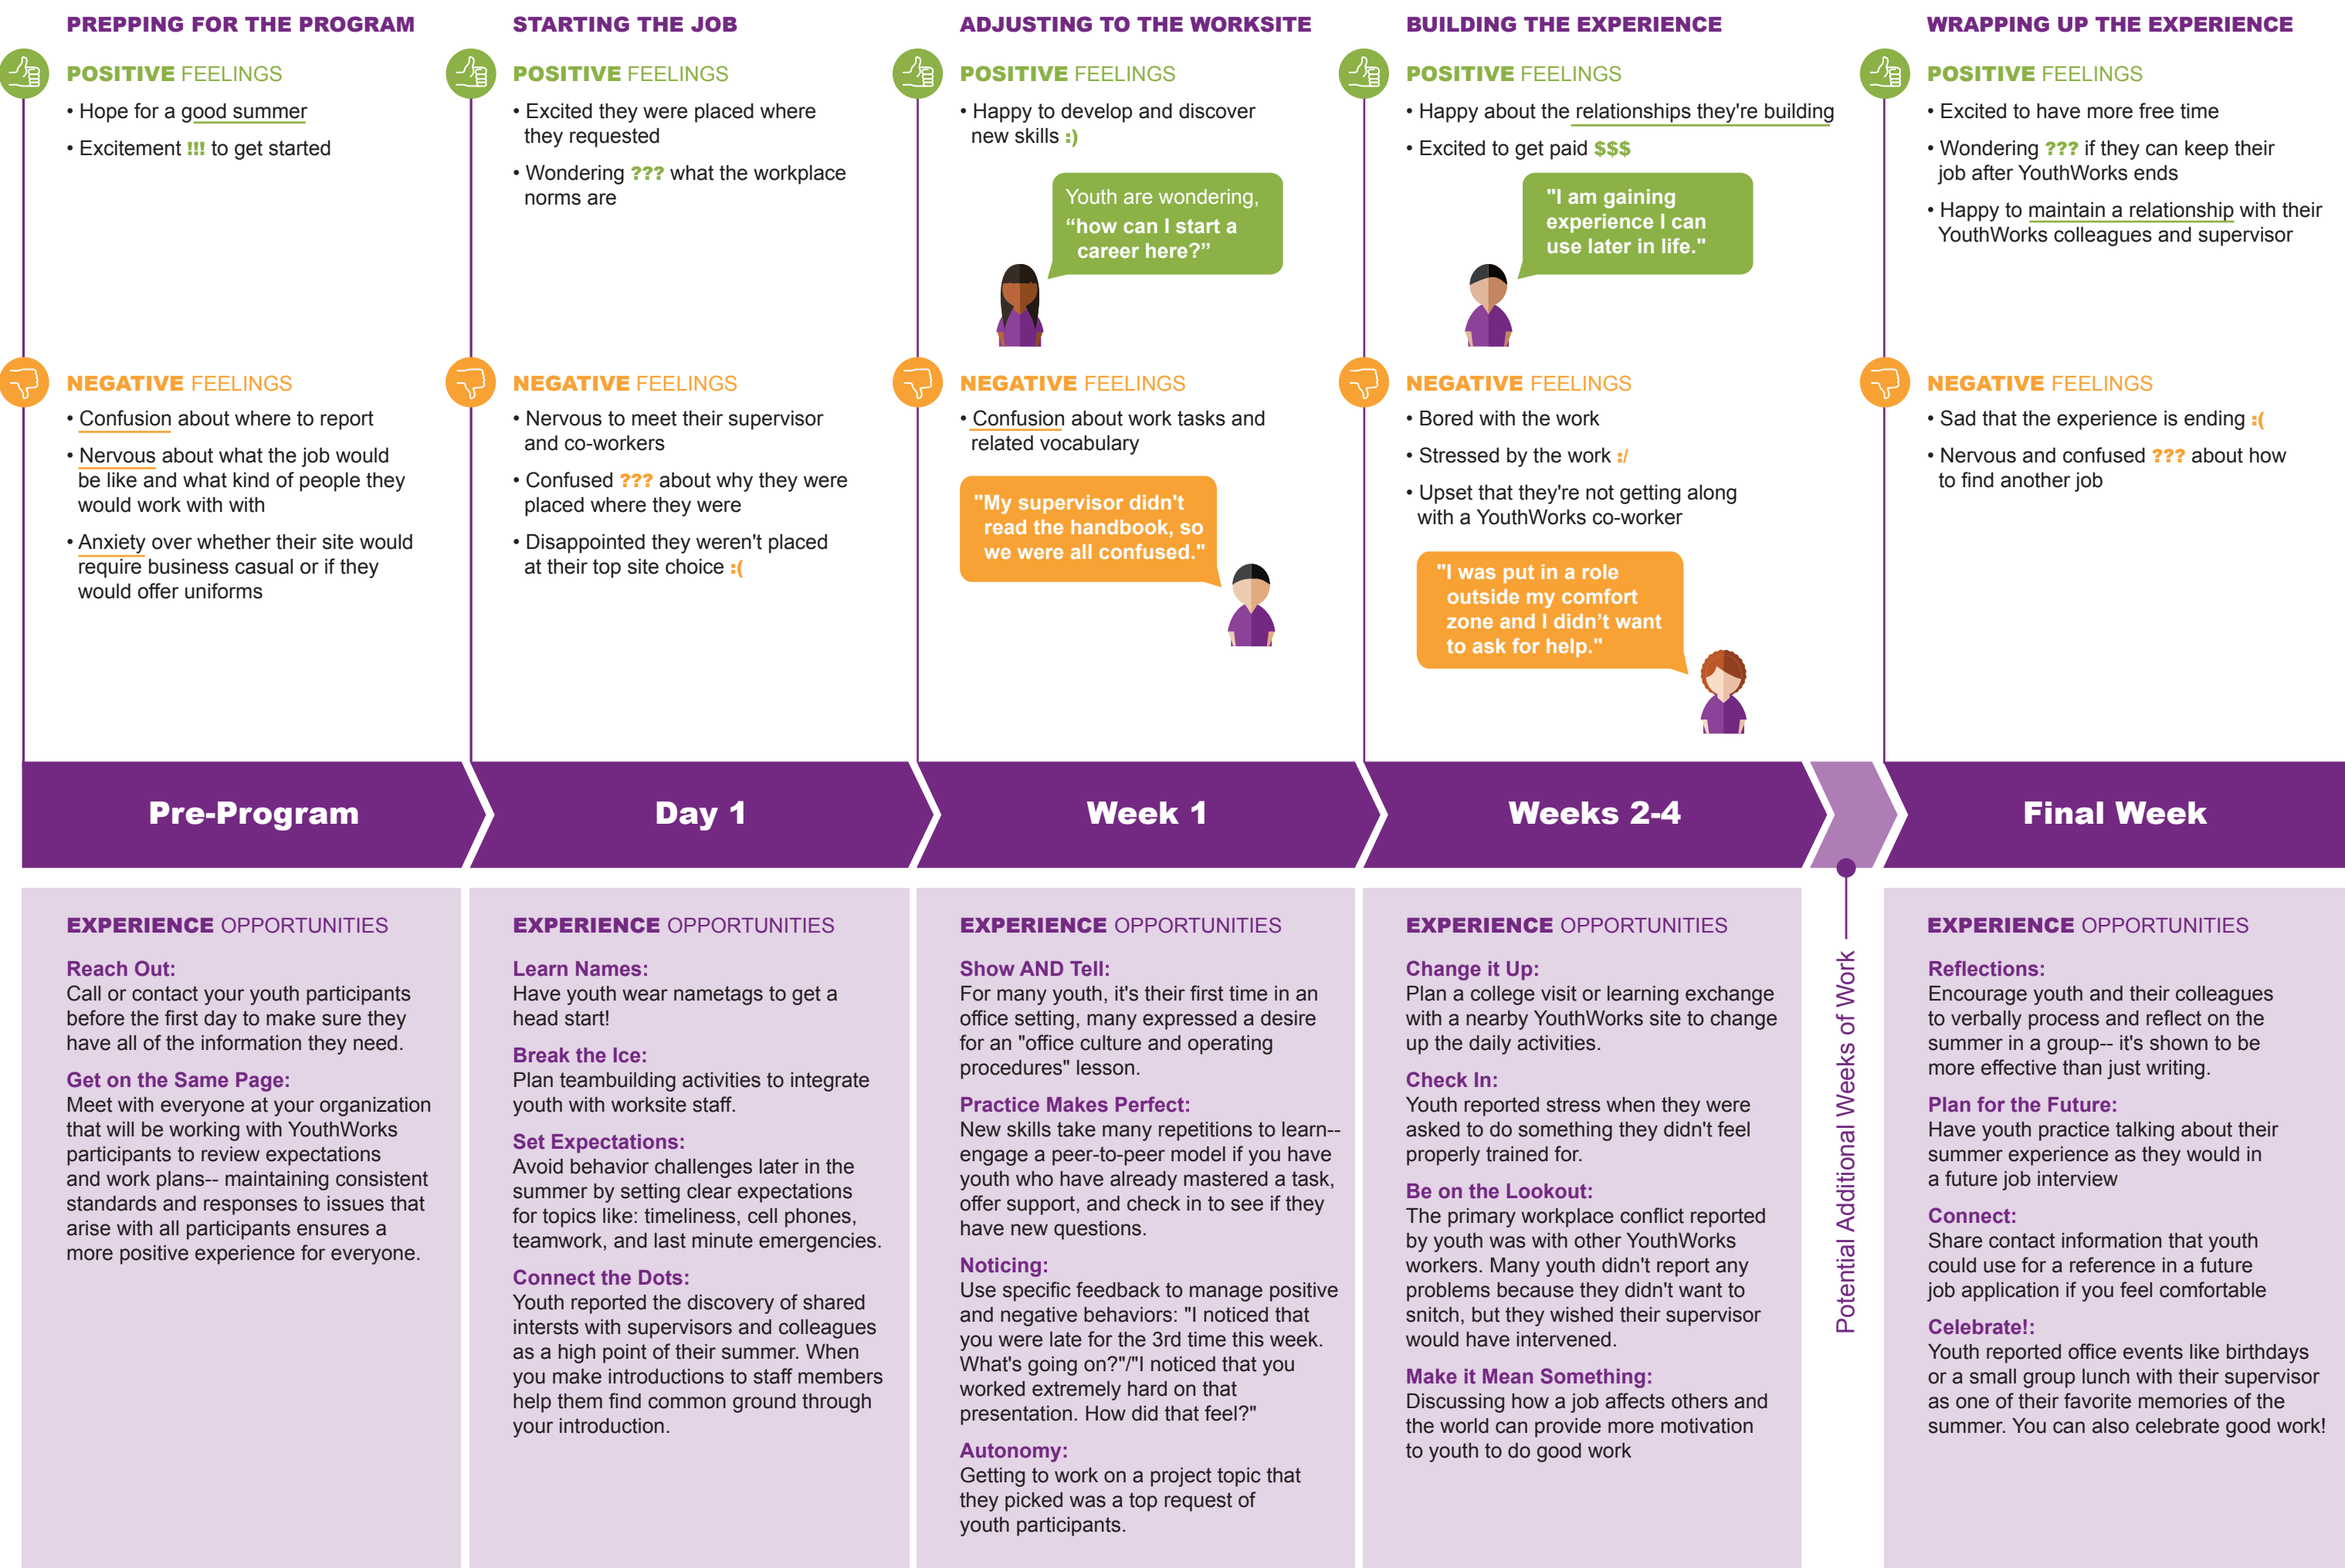 PREPPING FOR THE PROGRAM
POSITIVE FEELINGS
• Hope for a good summer
• Excitement !!! to get started
NEGATIVE FEELINGS
• Confusion about where to report
• Nervous about what the job would
be like and what kind of people they
would work with with
• Anxiety over whether their site would
require business casual or if they
would offer uniforms
Pre-Program
EXPERIENCE OPPORTUNITIES
Reach Out:
Call or contact your youth participants
before the first day to make sure they
have all of the information they need.
Get on the Same Page:
Meet with everyone at your organization
that will be working with YouthWorks
participants to review expectations
and work plans-- maintaining consistent
standards and responses to issues that
arise with all participants ensures a
more positive experience for everyone.
STARTING THE JOB
POSITIVE FEELINGS
• Excited they were placed where
they requested
• Wondering ??? what the workplace
norms are
NEGATIVE FEELINGS
• Nervous to meet their supervisor
and co-workers
• Confused ??? about why they were
placed where they were
• Disappointed they weren't placed
at their top site choice :(
Day 1
EXPERIENCE OPPORTUNITIES
Learn Names:
Have youth wear nametags to get a
head start!
Break the Ice:
Plan teambuilding activities to integrate
youth with worksite staff.
Set Expectations:
Avoid behavior challenges later in the
summer by setting clear expectations
for topics like: timeliness, cell phones,
teamwork, and last minute emergencies.
Connect the Dots:
Youth reported the discovery of shared
intersts with supervisors and colleagues
as a high point of their summer. When
you make introductions to staff members
help them find common ground through
your introduction.
ADJUSTING TO THE WORKSITE
POSITIVE FEELINGS
• Happy to develop and discover
new skills :)
Youth are wondering,
“how can I start a
career here?”
NEGATIVE FEELINGS
• Confusion about work tasks and
related vocabulary
"My supervisor didn't
read the handbook, so
we were all confused."
Week 1
EXPERIENCE OPPORTUNITIES
Show AND Tell:
For many youth, it's their first time in an
office setting, many expressed a desire
for an "office culture and operating
procedures" lesson.
Practice Makes Perfect:
New skills take many repetitions to learn--
engage a peer-to-peer model if you have
youth who have already mastered a task,
offer support, and check in to see if they
have new questions.
Noticing:
Use specific feedback to manage positive
and negative behaviors: "I noticed that
you were late for the 3rd time this week.
What's going on?"/"I noticed that you
worked extremely hard on that
presentation. How did that feel?"
Autonomy:
Getting to work on a project topic that
they picked was a top request of
youth participants.
BUILDING THE EXPERIENCE
POSITIVE FEELINGS
• Happy about the relationships they're building
• Excited to get paid $$$
"I am gaining
experience I can
use later in life."
NEGATIVE FEELINGS
• Bored with the work
• Stressed by the work :/
• Upset that they're not getting along
with a YouthWorks co-worker
"I was put in a role
outside my comfort
zone and I didn’t want
to ask for help."
Weeks 2-4
EXPERIENCE OPPORTUNITIES
Change it Up:
Plan a college visit or learning exchange
with a nearby YouthWorks site to change
up the daily activities.
Check In:
Youth reported stress when they were
asked to do something they didn't feel
properly trained for.
Be on the Lookout:
The primary workplace conflict reported
by youth was with other YouthWorks
workers. Many youth didn't report any
problems because they didn't want to
snitch, but they wished their supervisor
would have intervened.
Make it Mean Something:
Discussing how a job affects others and
the world can provide more motivation
to youth to do good work
Potential Additional Weeks of Work
WRAPPING UP THE EXPERIENCE
POSITIVE FEELINGS
• Excited to have more free time
• Wondering ??? if they can keep their
job after YouthWorks ends
• Happy to maintain a relationship with their
YouthWorks colleagues and supervisor
NEGATIVE FEELINGS
• Sad that the experience is ending :(
• Nervous and confused ??? about how
to find another job
Final Week
EXPERIENCE OPPORTUNITIES
Reflections:
Encourage youth and their colleagues
to verbally process and reflect on the
summer in a group-- it's shown to be
more effective than just writing.
Plan for the Future:
Have youth practice talking about their
summer experience as they would in
a future job interview
Connect:
Share contact information that youth
could use for a reference in a future
job application if you feel comfortable
Celebrate!:
Youth reported office events like birthdays
or a small group lunch with their supervisor
as one of their favorite memories of the
summer. You can also celebrate good work!